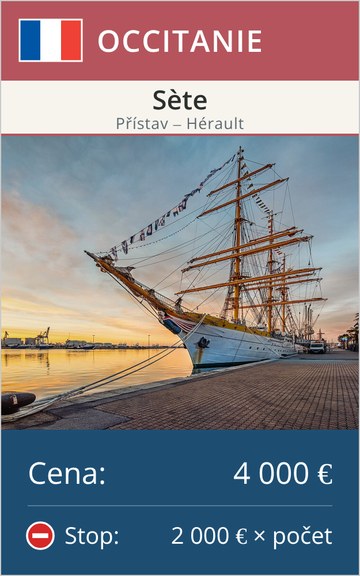 OCCITANIE
Sète
Přístav – Hérault
Cena: 4 000 €
Stop: 2 000 € × počet